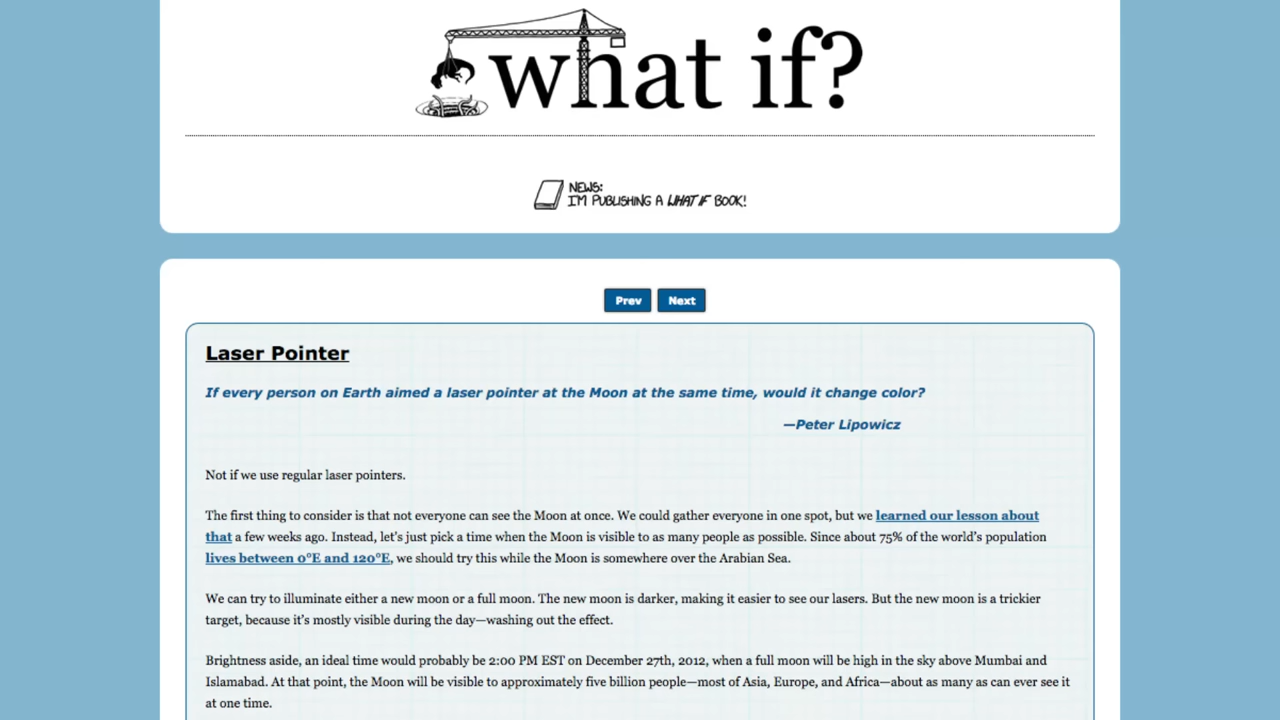 what if?
NEWS:
I'M PUBLISHING A WHAT IF BOOK!
Prev Next
Laser Pointer
If every person on Earth aimed a laser pointer at the Moon at the same time, would it change color?
—Peter Lipowicz
Not if we use regular laser pointers.
The first thing to consider is that not everyone can see the Moon at once. We could gather everyone in one spot, but we learned our lesson about
that a few weeks ago. Instead, let's just pick a time when the Moon is visible to as many people as possible. Since about 75% of the world's population
lives between 0°E and 120°E, we should try this while the Moon is somewhere over the Arabian Sea.
We can try to illuminate either a new moon or a full moon. The new moon is darker, making it easier to see our lasers. But the new moon is a trickier
target, because it's mostly visible during the day—washing out the effect.
Brightness aside, an ideal time would probably be 2:00 PM EST on December 27th, 2012, when a full moon will be high in the sky above Mumbai and
Islamabad. At that point, the Moon will be visible to approximately five billion people—most of Asia, Europe, and Africa—about as many as can ever see it
at one time.